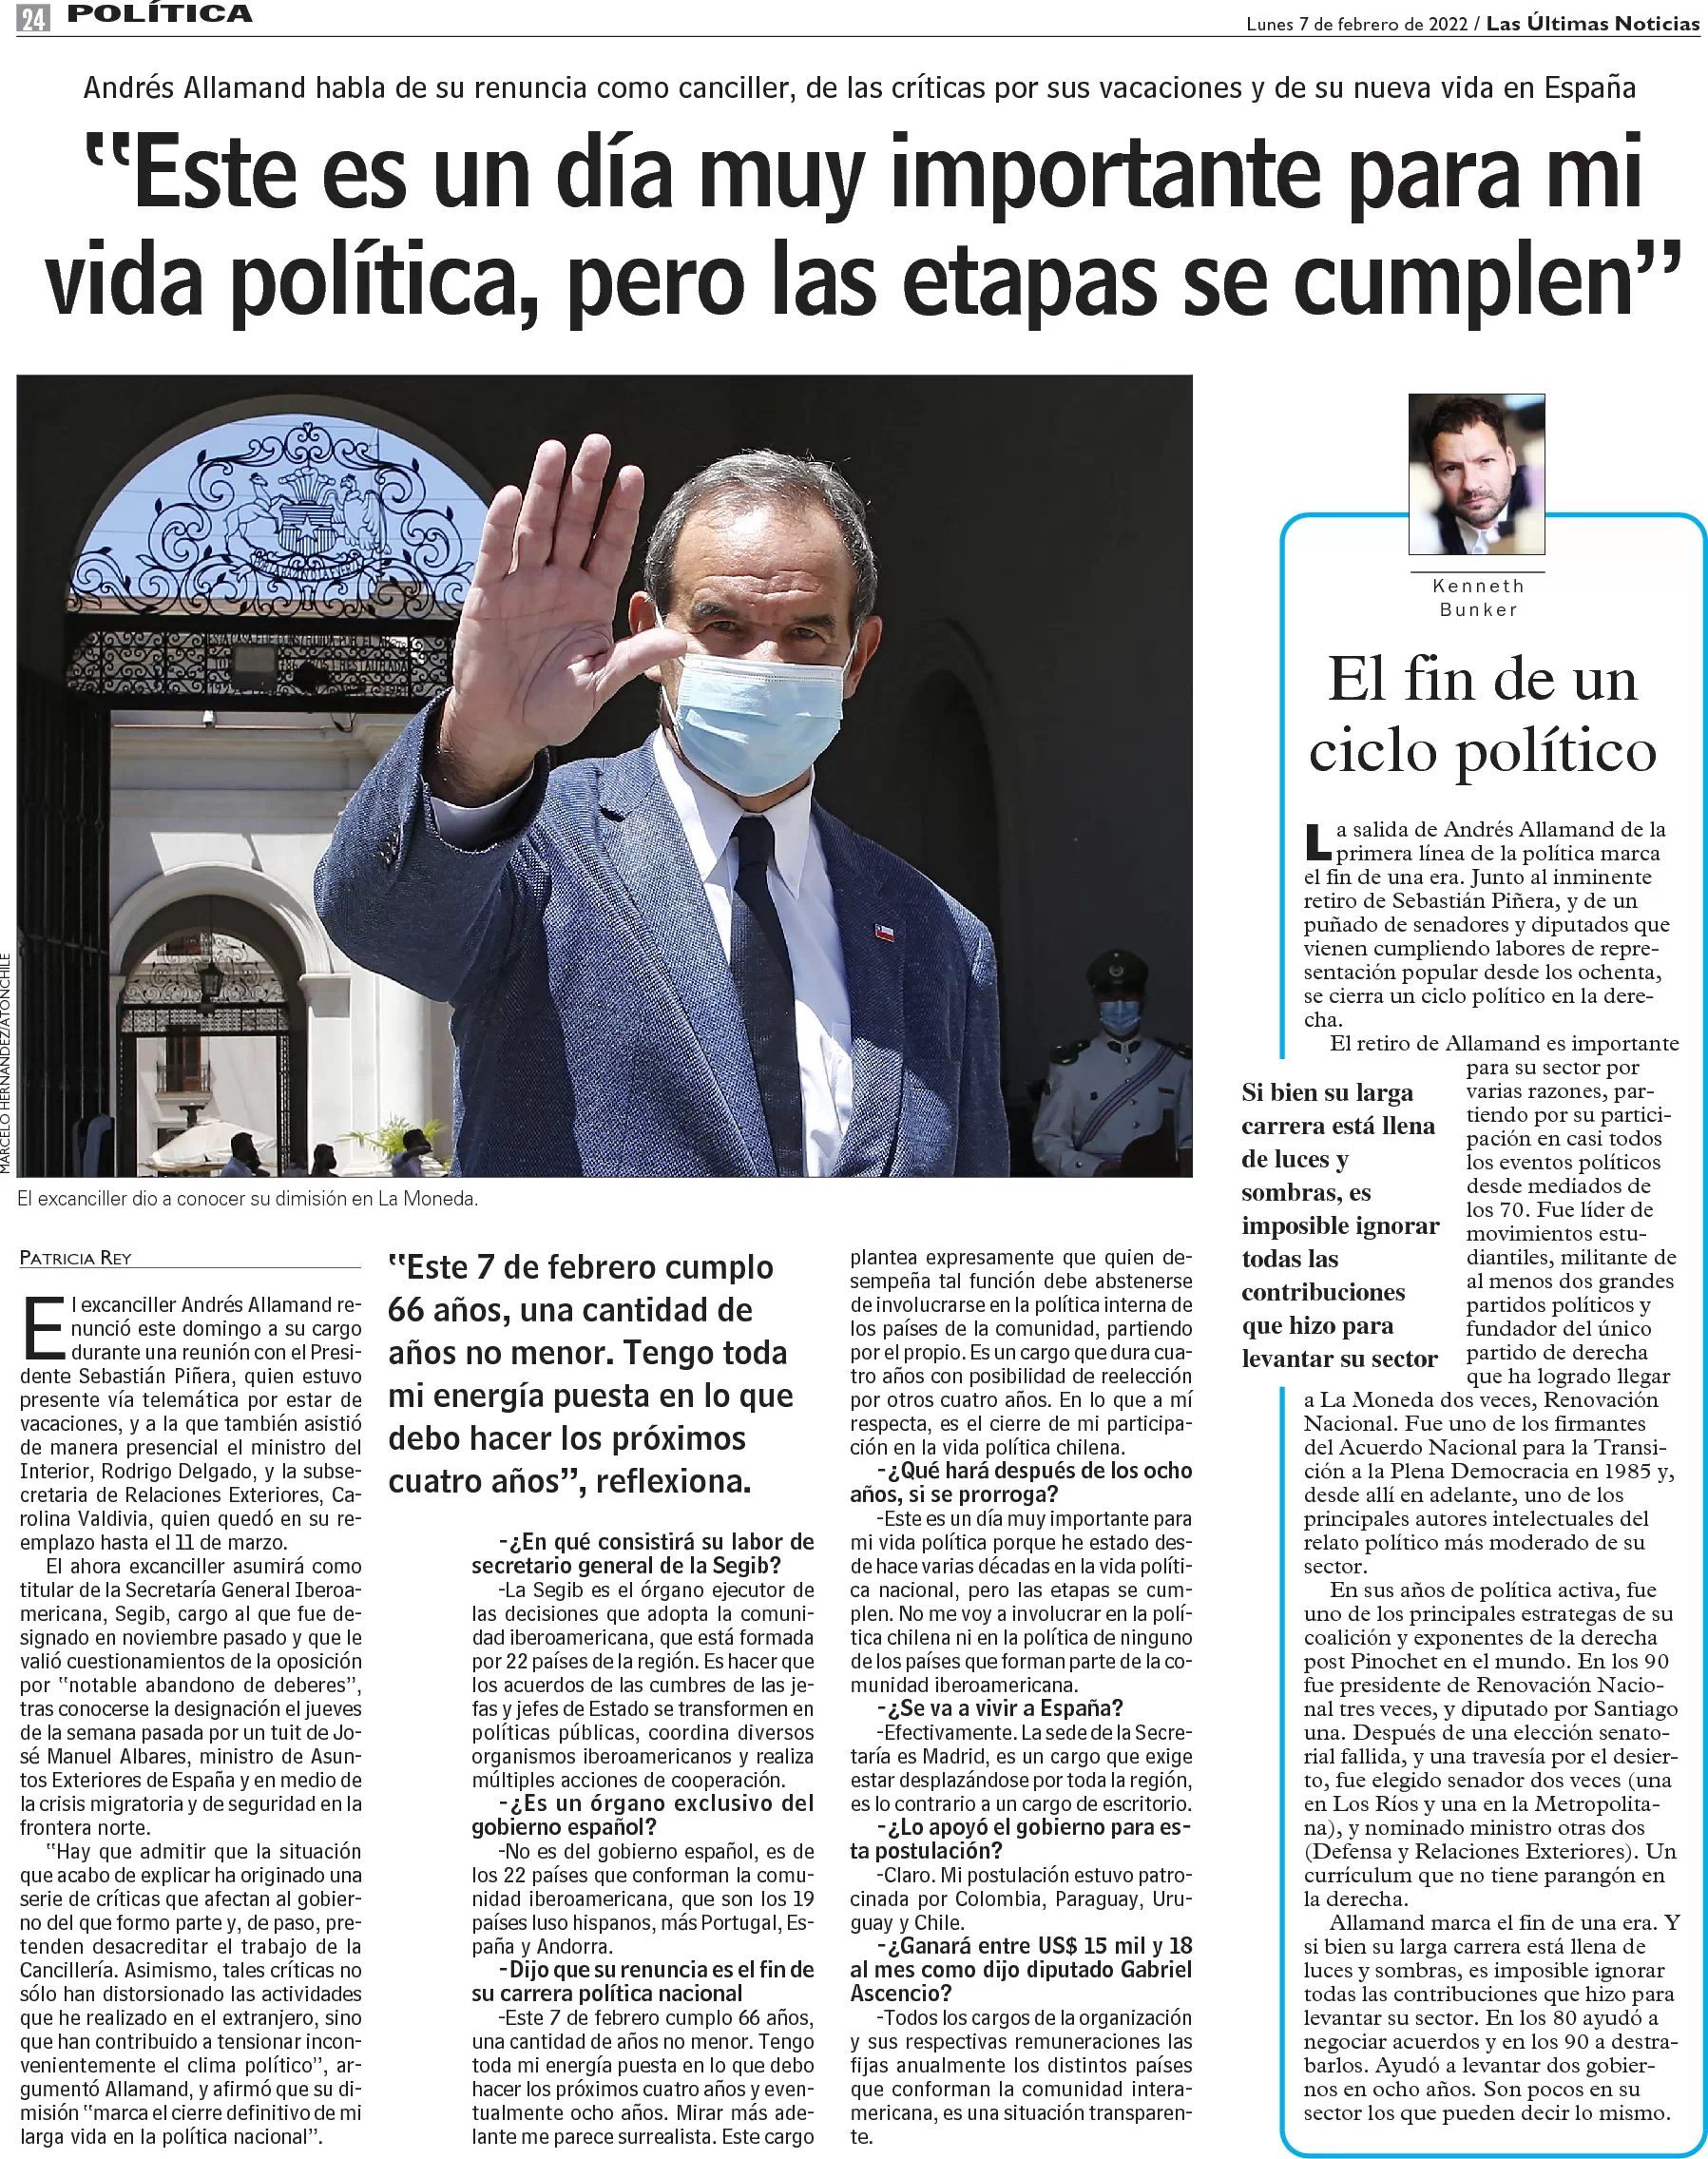 24 POLÍTICA
Lunes 7 de febrero de 2022 / Las Últimas Noticias
Andrés Allamand habla de su renuncia como canciller, de las críticas por sus vacaciones y de su nueva vida en España
“Este es un día muy importante para mi
vida política, pero las etapas se cumplen”
MARCELO HERNANDEZ/ATONCHILE
El excanciller dio a conocer su dimisión en La Moneda.
PATRICIA REY
El excanciller Andrés Allamand re-
nunció este domingo a su cargo
durante una reunión con el Presi-
dente Sebastián Piñera, quien estuvo
presente vía telemática por estar de
vacaciones, y a la que también asistió
de manera presencial el ministro del
Interior, Rodrigo Delgado, y la subse-
cretaria de Relaciones Exteriores, Ca-
rolina Valdivia, quien quedó en su re-
emplazo hasta el 11 de marzo.
El ahora excanciller asumirá como
titular de la Secretaría General Iberoa-
mericana, Segib, cargo al que fue de-
signado en noviembre pasado y que le
valió cuestionamientos de la oposición
por “notable abandono de deberes”,
tras conocerse la designación el jueves
de la semana pasada por un tuit de Jo-
sé Manuel Albares, ministro de Asun-
tos Exteriores de España y en medio de
la crisis migratoria y de seguridad en la
frontera norte.
“Hay que admitir que la situación
que acabo de explicar ha originado una
serie de críticas que afectan al gobier-
no del que formo parte y, de paso, pre-
tenden desacreditar el trabajo de la
Cancillería. Asimismo, tales críticas no
sólo han distorsionado las actividades
que he realizado en el extranjero, sino
que han contribuido a tensionar incon-
venientemente el clima político”, ar-
gumentó Allamand, y afirmó que su di-
misión “marca el cierre definitivo de mi
larga vida en la política nacional”.
“Este 7 de febrero cumplo
66 años, una cantidad de
años no menor. Tengo toda
mi energía puesta en lo que
debo hacer los próximos
cuatro años”, reflexiona.
-¿En qué consistirá su labor de
secretario general de la Segib?
-La Segib es el órgano ejecutor de
las decisiones que adopta la comuni-
dad iberoamericana, que está formada
por 22 países de la región. Es hacer que
los acuerdos de las cumbres de las je-
fas y jefes de Estado se transformen en
políticas públicas, coordina diversos
organismos iberoamericanos y realiza
múltiples acciones de cooperación.
-¿Es un órgano exclusivo del
gobierno español?
-No es del gobierno español, es de
los 22 países que conforman la comu-
nidad iberoamericana, que son los 19
países luso hispanos, más Portugal, Es-
paña y Andorra.
-Dijo que su renuncia es el fin de
su carrera política nacional
-Este 7 de febrero cumplo 66 años,
una cantidad de años no menor. Tengo
toda mi energía puesta en lo que debo
hacer los próximos cuatro años y even-
tualmente ocho años. Mirar más ade-
lante me parece surrealista. Este cargo
plantea expresamente que quien de-
sempeña tal función debe abstenerse
de involucrarse en la política interna de
los países de la comunidad, partiendo
por el propio. Es un cargo que dura cua-
tro años con posibilidad de reelección
por otros cuatro años. En lo que a mí
respecta, es el cierre de mi participa-
ción en la vida política chilena.
-¿Qué hará después de los ocho
años, si se prorroga?
-Este es un día muy importante para
mi vida política porque he estado des-
de hace varias décadas en la vida políti-
ca nacional, pero las etapas se cum-
plen. No me voy a involucrar en la polí-
tica chilena ni en la política de ninguno
de los países que forman parte de la co-
munidad iberoamericana.
-¿Se va a vivir a España?
-Efectivamente. La sede de la Secre-
taría es Madrid, es un cargo que exige
estar desplazándose por toda la región,
es lo contrario a un cargo de escritorio.
-¿Lo apoyó el gobierno para es-
ta postulación?
-Claro. Mi postulación estuvo patro-
cinada por Colombia, Paraguay, Uru-
guay y Chile.
-¿Ganará entre US$ 15 mil y 18
al mes como dijo diputado Gabriel
Ascencio?
-Todos los cargos de la organización
y sus respectivas remuneraciones las
fijas anualmente los distintos países
que conforman la comunidad intera-
mericana, es una situación transparen-
te.
Kenneth
Bunker
El fin de un
ciclo político
La salida de Andrés Allamand de la
primera línea de la política marca
el fin de una era. Junto al inminente
retiro de Sebastián Piñera, y de un
puñado de senadores y diputados que
vienen cumpliendo labores de repre-
sentación popular desde los ochenta,
se cierra un ciclo político en la dere-
cha.
El retiro de Allamand es importante
para su sector por
varias razones, par-
tiendo por su partici-
pación en casi todos
los eventos políticos
desde mediados de
los 70. Fue líder de
movimientos estu-
diantiles, militante de
al menos dos grandes
partidos políticos y
fundador del único
partido de derecha
que ha logrado llegar
a La Moneda dos veces, Renovación
Nacional. Fue uno de los firmantes
del Acuerdo Nacional para la Transi-
ción a la Plena Democracia en 1985 y,
desde allí en adelante, uno de los
principales autores intelectuales del
relato político más moderado de su
sector.
En sus años de política activa, fue
uno de los principales estrategas de su
coalición y exponentes de la derecha
post Pinochet en el mundo. En los 90
fue presidente de Renovación Nacio-
nal tres veces, y diputado por Santiago
una. Después de una elección senato-
rial fallida, y una travesía por el desier-
to, fue elegido senador dos veces (una
en Los Ríos y una en la Metropolita-
na), y nominado ministro otras dos
(Defensa y Relaciones Exteriores). Un
currículum que no tiene parangón en
la derecha.
Allamand marca el fin de una era. Y
si bien su larga carrera está llena de
luces y sombras, es imposible ignorar
todas las contribuciones que hizo para
levantar su sector. En los 80 ayudó a
negociar acuerdos y en los 90 a destra-
barlos. Ayudó a levantar dos gobier-
nos en ocho años. Son pocos en su
sector los que pueden decir lo mismo.
Si bien su larga
carrera está llena
de luces y
sombras, es
imposible ignorar
todas las
contribuciones
que hizo para
levantar su sector